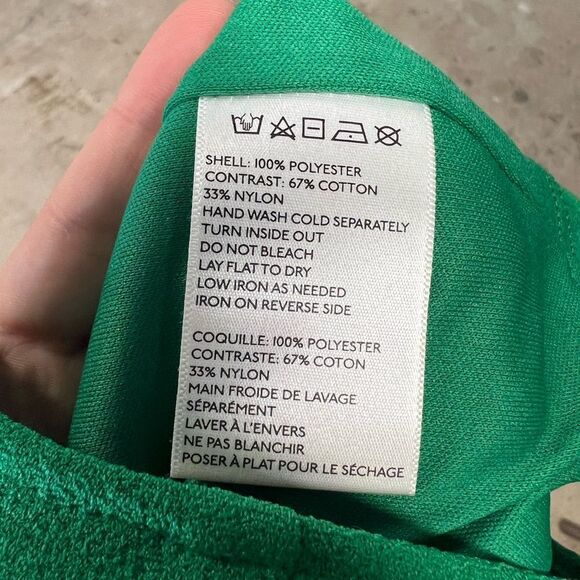 SHELL: 100% POLYESTER
CONTRAST: 67% COTTON
33% NYLON
HAND WASH COLD SEPARATELY
TURN INSIDE OUT
DO NOT BLEACH
LAY FLAT TO DRY
LOW IRON AS NEEDED
IRON ON REVERSE SIDE
COQUILLE: 100% POLYESTER
CONTRASTE: 67% COTON
33% NYLON
MAIN FROIDE DE LAVAGE
SÉPARÉMENT
LAVER À L'ENVERS
NE PAS BLANCHIR
POSER À PLAT POUR LE SÉCHAGE